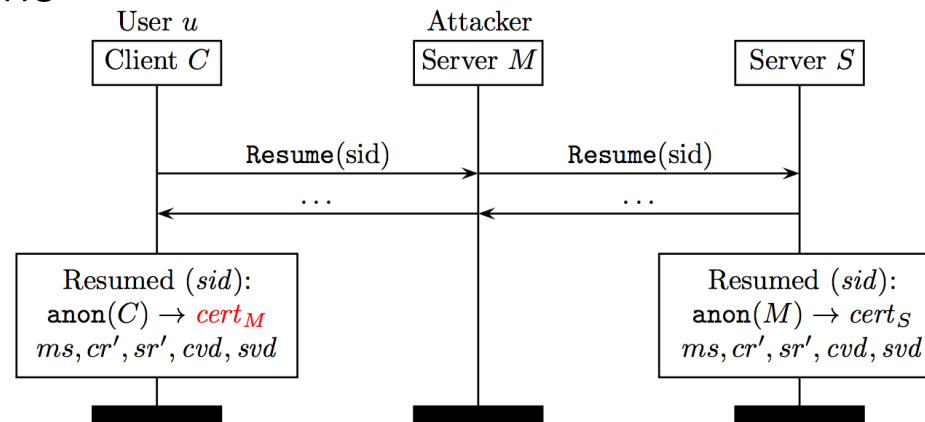 User u
Attacker
Client C
Server M
Server S
Resume(sid)
Resume(sid)
...
...
Resumed (sid):
anon(C) → cert_M
ms, cr′, sr′, cvd, svd
Resumed (sid):
anon(M) → cert_S
ms, cr′, sr′, cvd, svd